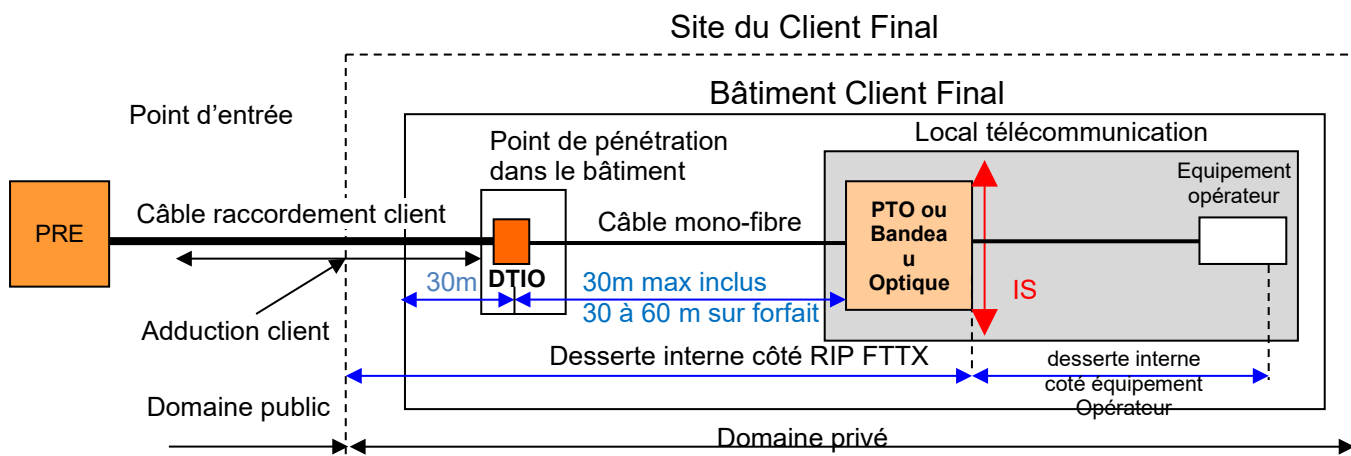 Site du Client Final
Bâtiment Client Final
Point d’entrée
Local télécommunication
Point de pénétration
dans le bâtiment
Equipement
opérateur
PRE
Câble raccordement client
Câble mono-fibre
PTO ou
Bandea
u
Optique
DTIO
30m
30m max inclus
30 à 60 m sur forfait
IS
Adduction client
Desserte interne côté RIP FTTX
desserte interne
coté équipement
Opérateur
Domaine public
Domaine privé